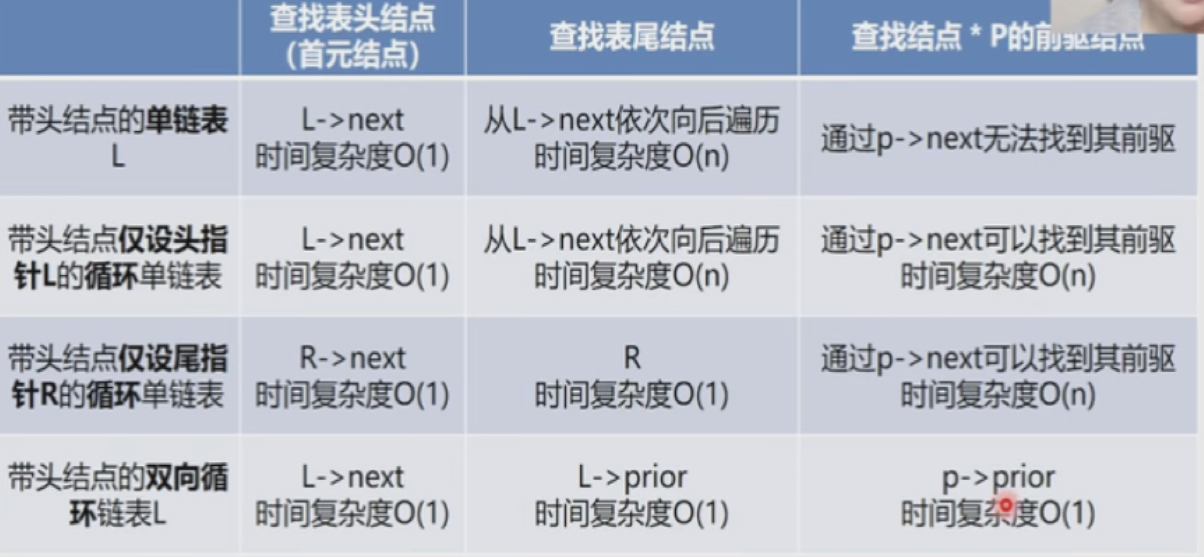 查找表头结点
(首元结点)
查找表尾结点
查找结点 * P的前驱结点
带头结点的单链表
L
L->next
时间复杂度O(1)
从L->next依次向后遍历
时间复杂度O(n)
通过p->next无法找到其前驱
带头结点仅设头指
针L的循环单链表
L->next
时间复杂度O(1)
从L->next依次向后遍历
时间复杂度O(n)
通过p->next可以找到其前驱
时间复杂度O(n)
带头结点仅设尾指
针R的循环单链表
R->next
时间复杂度O(1)
R
时间复杂度O(1)
通过p->next可以找到其前驱
时间复杂度O(n)
带头结点的双向循
环链表L
L->next
时间复杂度O(1)
L->prior
时间复杂度O(1)
p->prior
时间复杂度O(1)